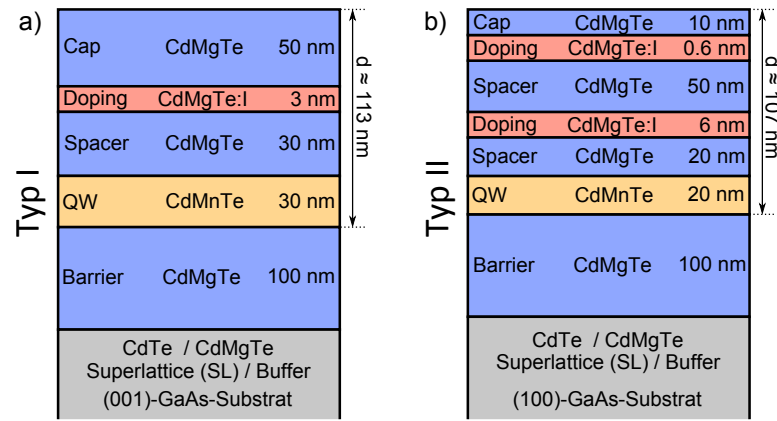 a)
Typ I
Cap CdMgTe 50 nm
Doping CdMgTe:I 3 nm
Spacer CdMgTe 30 nm
QW CdMnTe 30 nm
Barrier CdMgTe 100 nm
CdTe / CdMgTe
Superlattice (SL) / Buffer
(001)-GaAs-Substrat
d ≈ 113 nm
b)
Typ II
Cap CdMgTe 10 nm
Doping CdMgTe:I 0.6 nm
Spacer CdMgTe 50 nm
Doping CdMgTe:I 6 nm
Spacer CdMgTe 20 nm
QW CdMnTe 20 nm
Barrier CdMgTe 100 nm
CdTe / CdMgTe
Superlattice (SL) / Buffer
(100)-GaAs-Substrat
d ≈ 107 nm